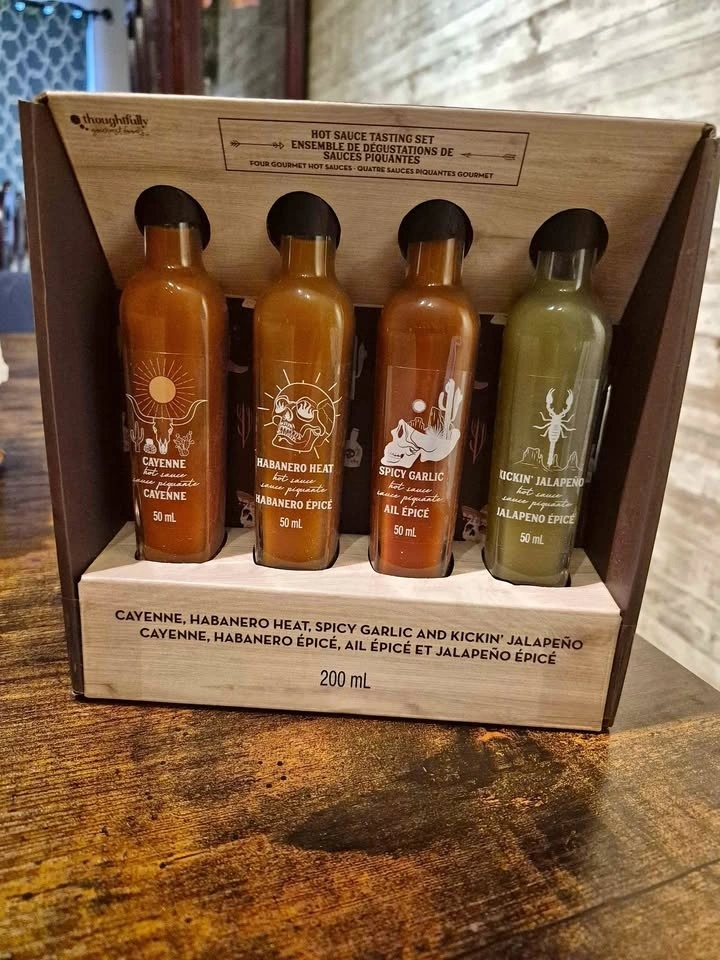 thoughtfully
HOT SAUCE TASTING SET
ENSEMBLE DE DÉGUSTATIONS DE
SAUCES PIQUANTES
FOUR GOURMET HOT SAUCES · QUATRE SAUCES PIQUANTES GOURMET
CAYENNE
hot sauce
sauce piquante
CAYENNE
50 mL
HABANERO HEAT
hot sauce
sauce piquante
HABANERO ÉPICÉ
50 mL
SPICY GARLIC
hot sauce
sauce piquante
AIL ÉPICÉ
50 mL
KICKIN' JALAPEÑO
hot sauce
sauce piquante
JALAPEÑO ÉPICÉ
50 mL
CAYENNE, HABANERO HEAT, SPICY GARLIC AND KICKIN' JALAPEÑO
CAYENNE, HABANERO ÉPICÉ, AIL ÉPICÉ ET JALAPEÑO ÉPICÉ
200 mL